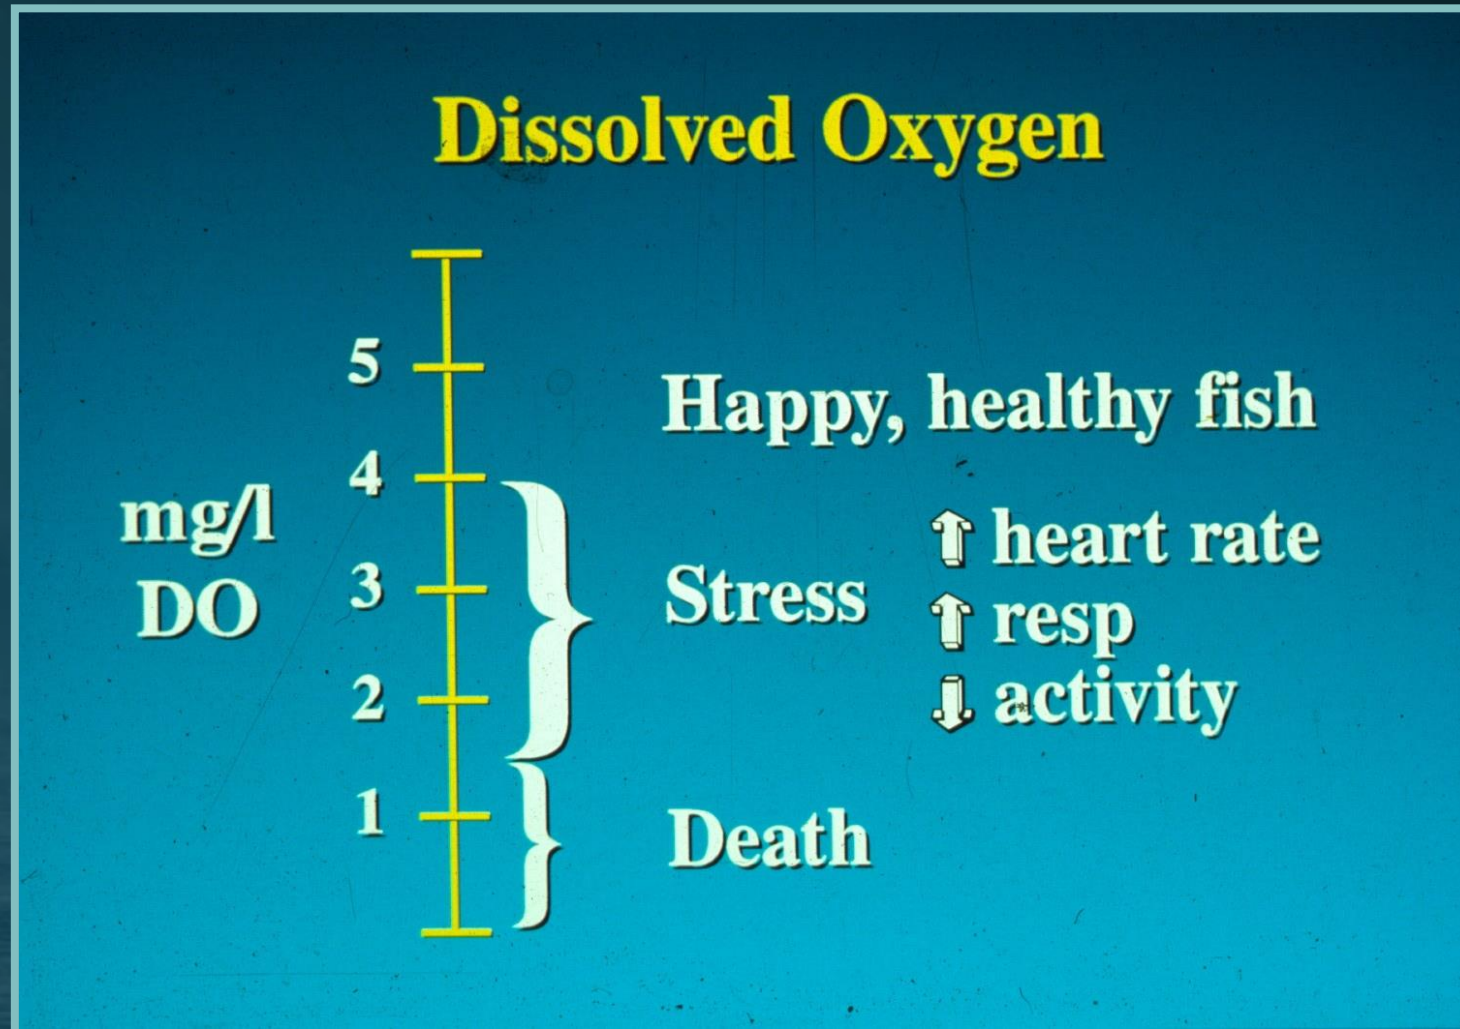 Dissolved Oxygen
5
Happy, healthy fish
4
mg/l
DO
3
2
1
Stress
↑ heart rate
↑ resp
↓ activity
Death